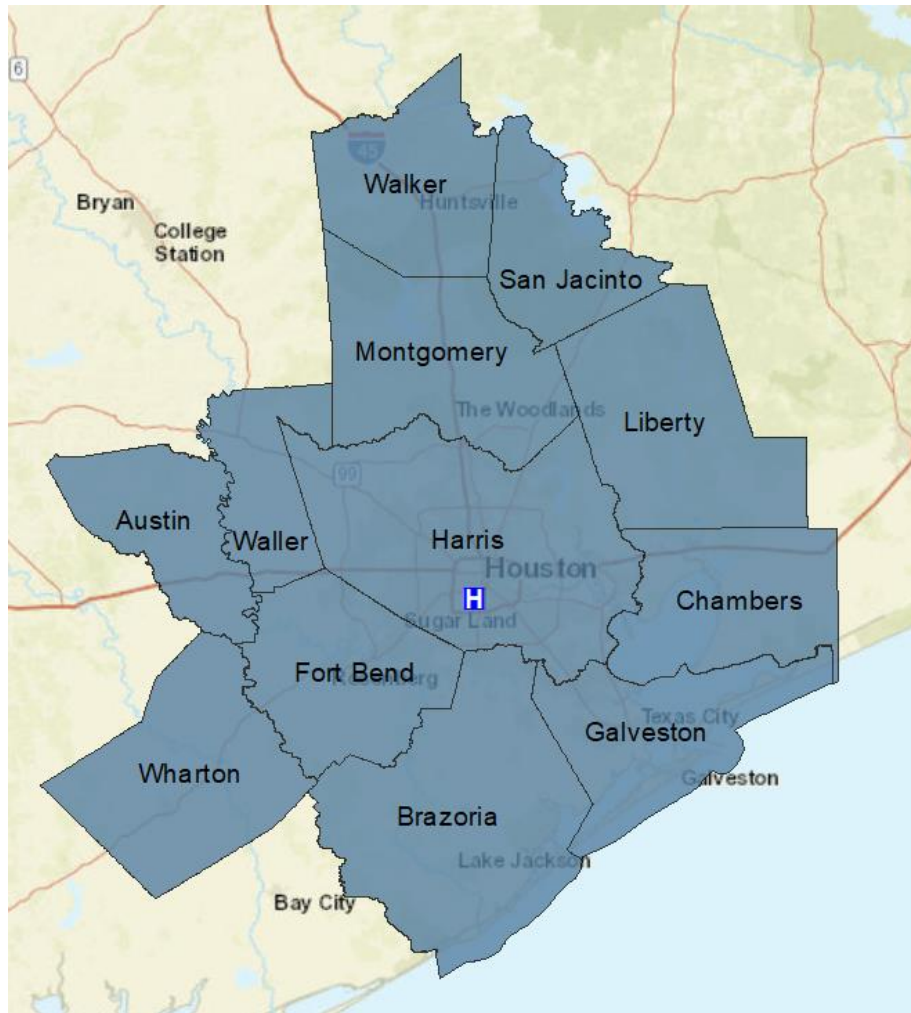 6
45
Walker
Huntsville
Bryan
College
Station
San Jacinto
Montgomery
The Woodlands
Liberty
99
Austin
Waller
Harris
Houston
H
Chambers
Sugar Land
Fort Bend
Rosenberg
Texas City
Galveston
Wharton
Galveston
Brazoria
Lake Jackson
Bay City